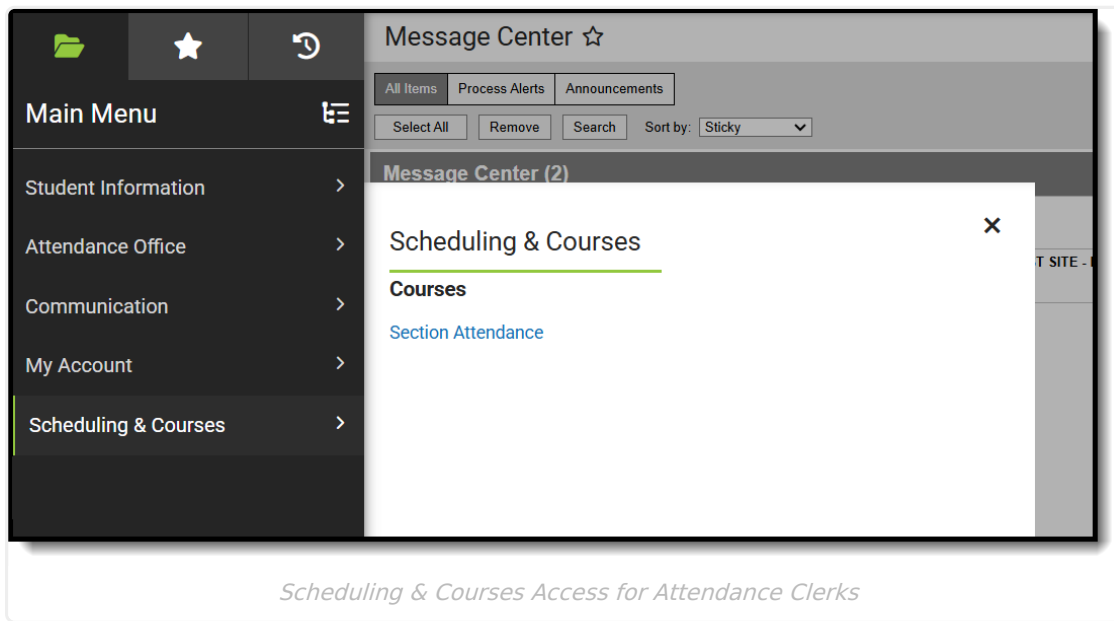 Message Center
Main Menu
All Items Process Alerts Announcements
Select All Remove Search Sort by: Sticky
Message Center (2)
Student Information
Attendance Office
Communication
My Account
Scheduling & Courses
Scheduling & Courses
Courses
Section Attendance
T SITE -
Scheduling & Courses Access for Attendance Clerks